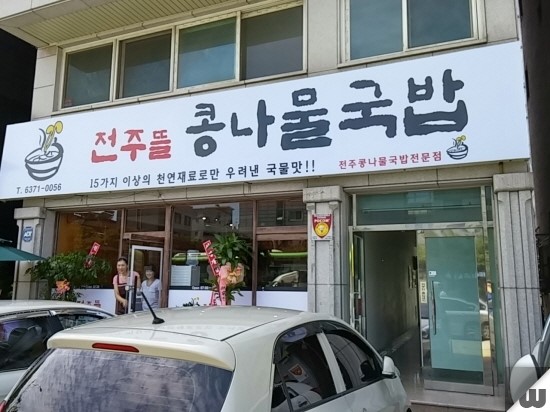 전주뜰 콩나물국밥
T. 6371-0056
15가지 이상의 천연재료로만 우려낸 국물맛!!
전주콩나물국밥전문점
W